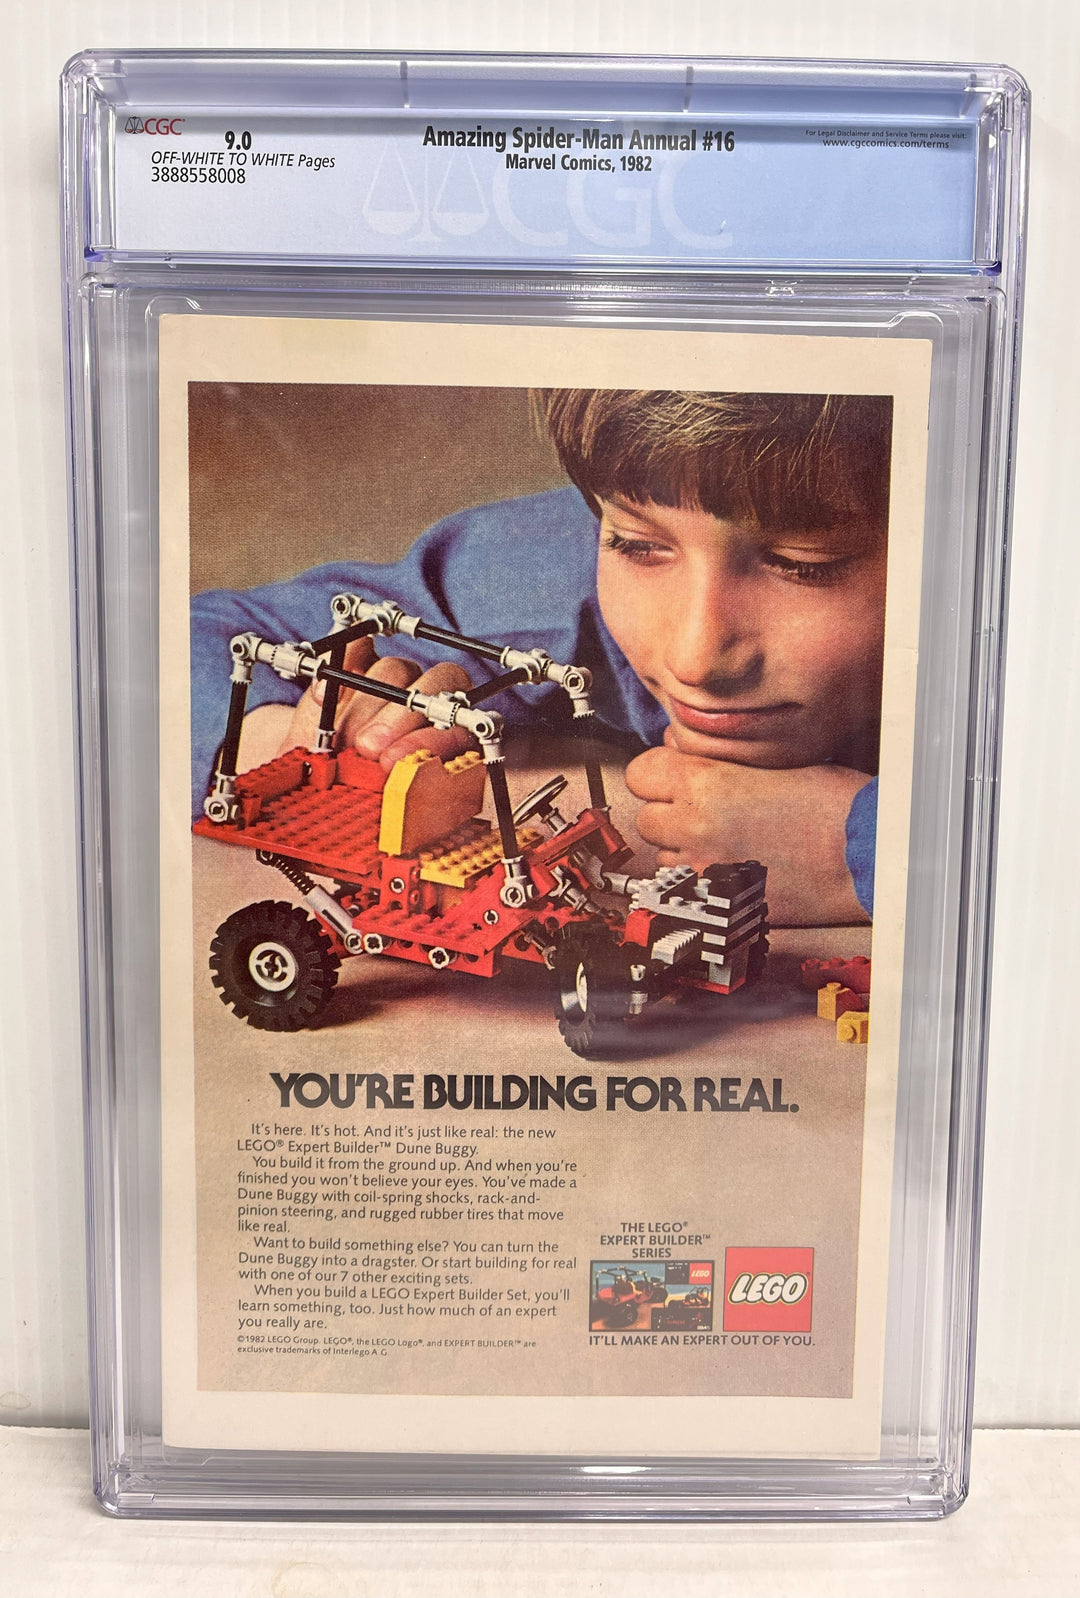 CGC
9.0
OFF-WHITE TO WHITE Pages
3888558008
Amazing Spider-Man Annual #16
Marvel Comics, 1982
For Legal Disclaimer and Service Terms please visit:
www.cgccomics.com/terms
CGC
YOU'RE BUILDING FOR REAL.
It's here. It's hot. And it's just like real: the new
LEGO® Expert Builder™ Dune Buggy.
You build it from the ground up. And when you're
finished you won't believe your eyes. You've made a
Dune Buggy with coil-spring shocks, rack-and-
pinion steering, and rugged rubber tires that move
like real.
Want to build something else? You can turn the
Dune Buggy into a dragster. Or start building for real
with one of our 7 other exciting sets.
When you build a LEGO Expert Builder Set, you'll
learn something, too. Just how much of an expert
you really are.
©1982 LEGO Group. LEGO®, the LEGO Logo®, and EXPERT BUILDER™ are
exclusive trademarks of Interlego A.G.
THE LEGO®
EXPERT BUILDER™
SERIES
LEGO
LEGO
IT'LL MAKE AN EXPERT OUT OF YOU.